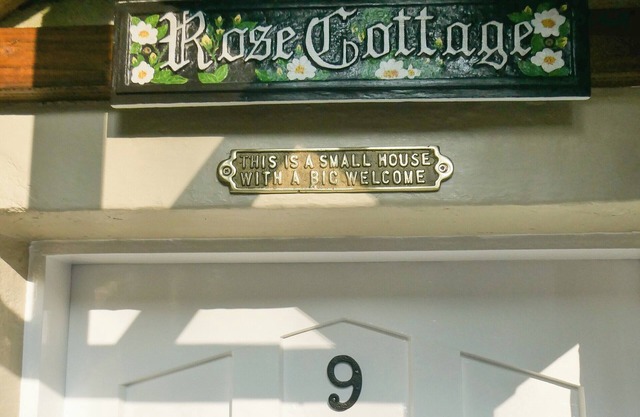 Rose Cottage
THIS IS A SMALL HOUSE
WITH A BIG WELCOME
9